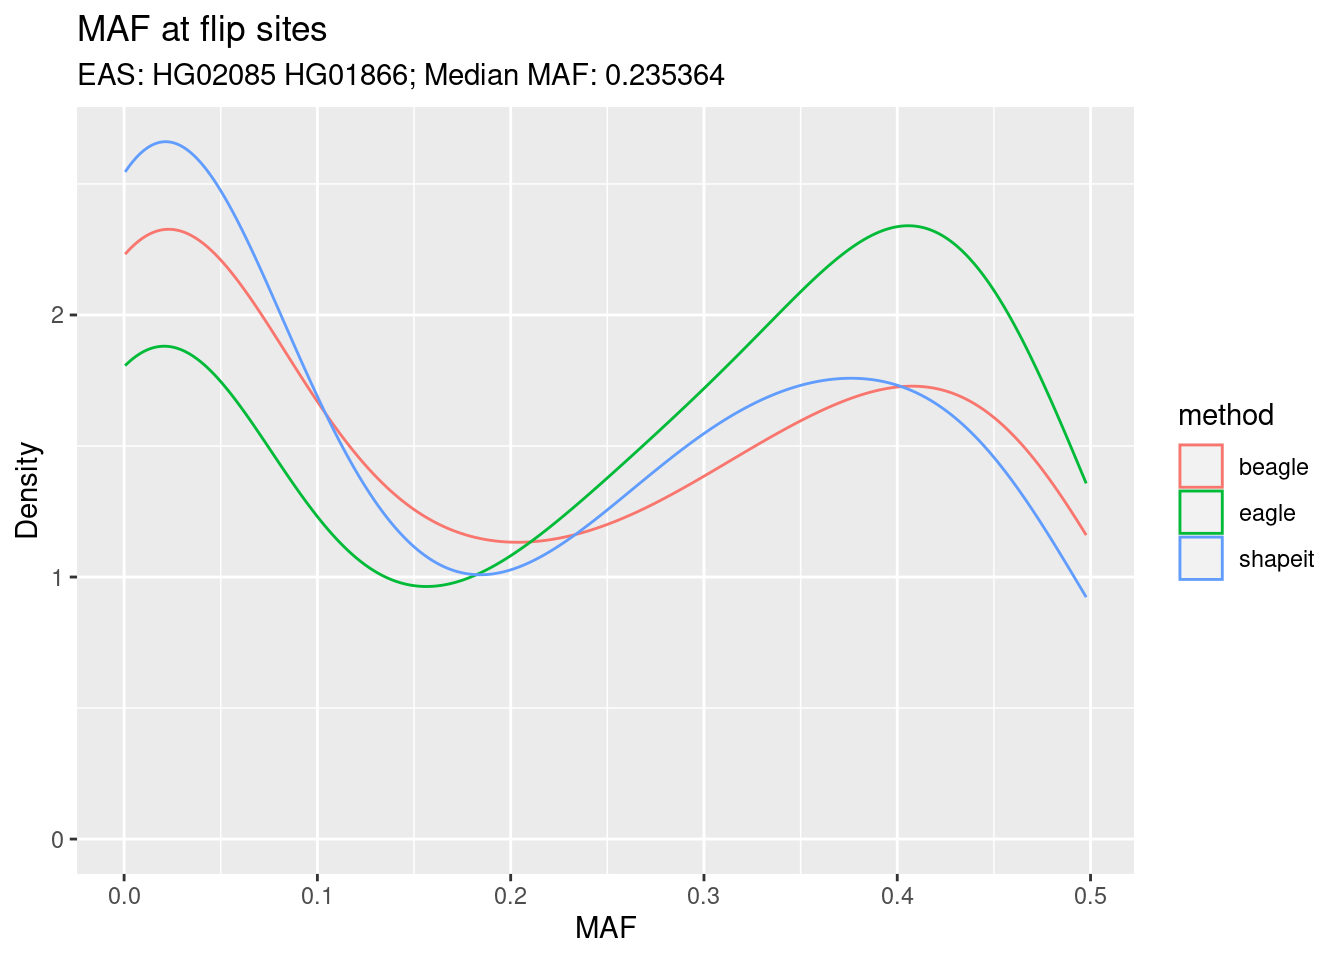 MAF at flip sites
EAS: HG02085 HG01866; Median MAF: 0.235364
Density
2
1
0
0.0 0.1 0.2 0.3 0.4 0.5
MAF
method
beagle
eagle
shapeit